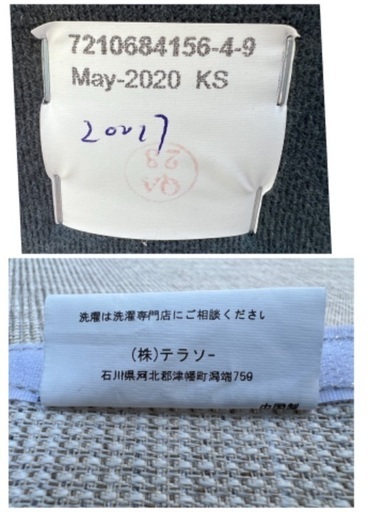 7210684156-4-9
May-2020 KS
20017
QA
23
洗濯は洗濯専門店にご相談ください
(株)テラソー
石川県河北郡津幡町潟端759
中国製